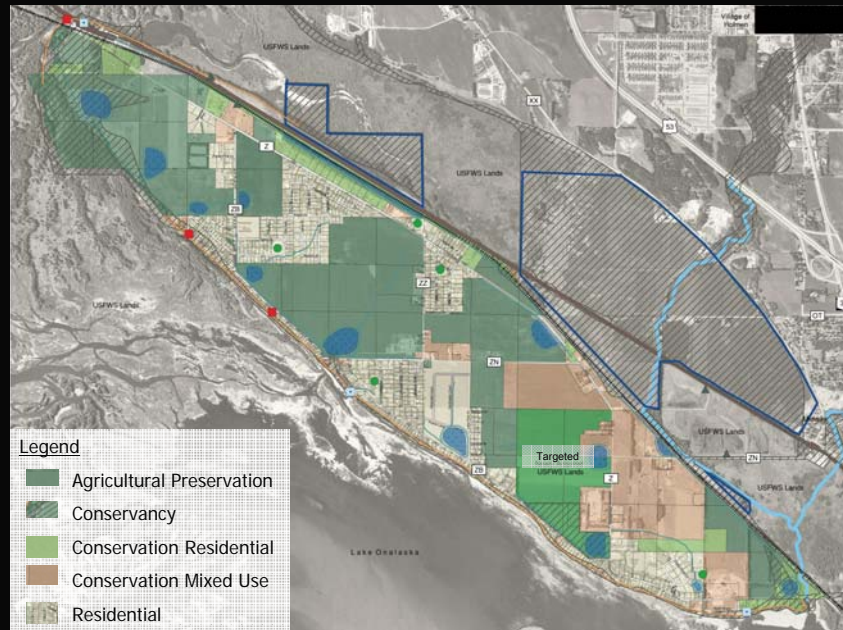 Village of
Holmen
USFWS Lands
XX
53
Z
USFWS Lands
ZB
ZZ
USFWS Lands
OT
ZN
Targeted
USFWS Lands
USFWS Lands
ZN
ZB
Z
USFWS Lands
Lake Onalaska
Legend
Agricultural Preservation
Conservancy
Conservation Residential
Conservation Mixed Use
Residential